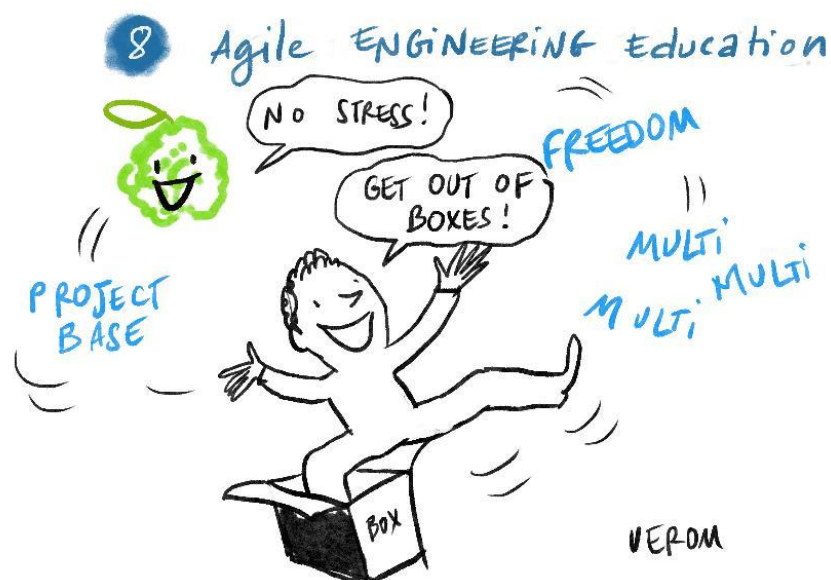 8 Agile ENGiNEERiNG Education
NO STRESS!
FREEDOM
GET OUT OF
BOXES!
MULTi
MULTi
MULTi
PROJECT
BASE
BOX
VEROM